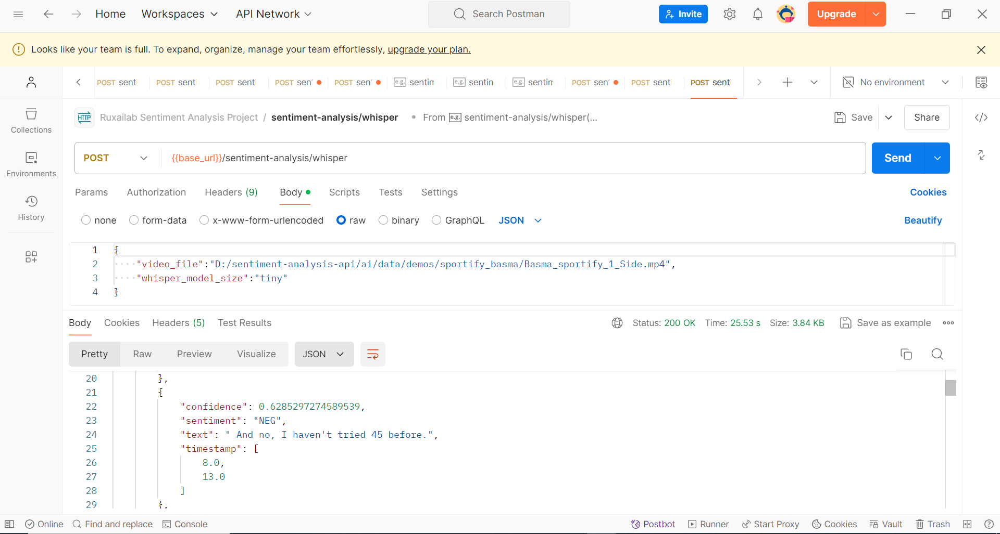 Home Workspaces API Network Search Postman Invite Upgrade
Looks like your team is full. To expand, organize, manage your team effortlessly, upgrade your plan.
POST sent POST sent POST sent POST sen POST sen e.g. sentin e.g. sentin e.g. sentin POST sen POST sent POST sent No environment
HTTP Ruxailab Sentiment Analysis Project / sentiment-analysis/whisper • From e.g. sentiment-analysis/whisper(... Save Share
Collections
Environments
History
POST {{base_url}}/sentiment-analysis/whisper Send
Params Authorization Headers (9) Body Scripts Tests Settings Cookies
none form-data x-www-form-urlencoded raw binary GraphQL JSON Beautify
1 {
2 ····"video_file":"D:/sentiment-analysis-api/ai/data/demos/sportify_basma/Basma_sportify_1_Side.mp4",
3 ····"whisper_model_size":"tiny"
4 }
Body Cookies Headers (5) Test Results Status: 200 OK Time: 25.53 s Size: 3.84 KB Save as example
Pretty Raw Preview Visualize JSON
20 },
21 {
22 "confidence": 0.6285297274589539,
23 "sentiment": "NEG",
24 "text": " And no, I haven't tried 45 before.",
25 "timestamp": [
26 8.0,
27 13.0
28 ]
29 },
Online Find and replace Console Postbot Runner Start Proxy Cookies Vault Trash